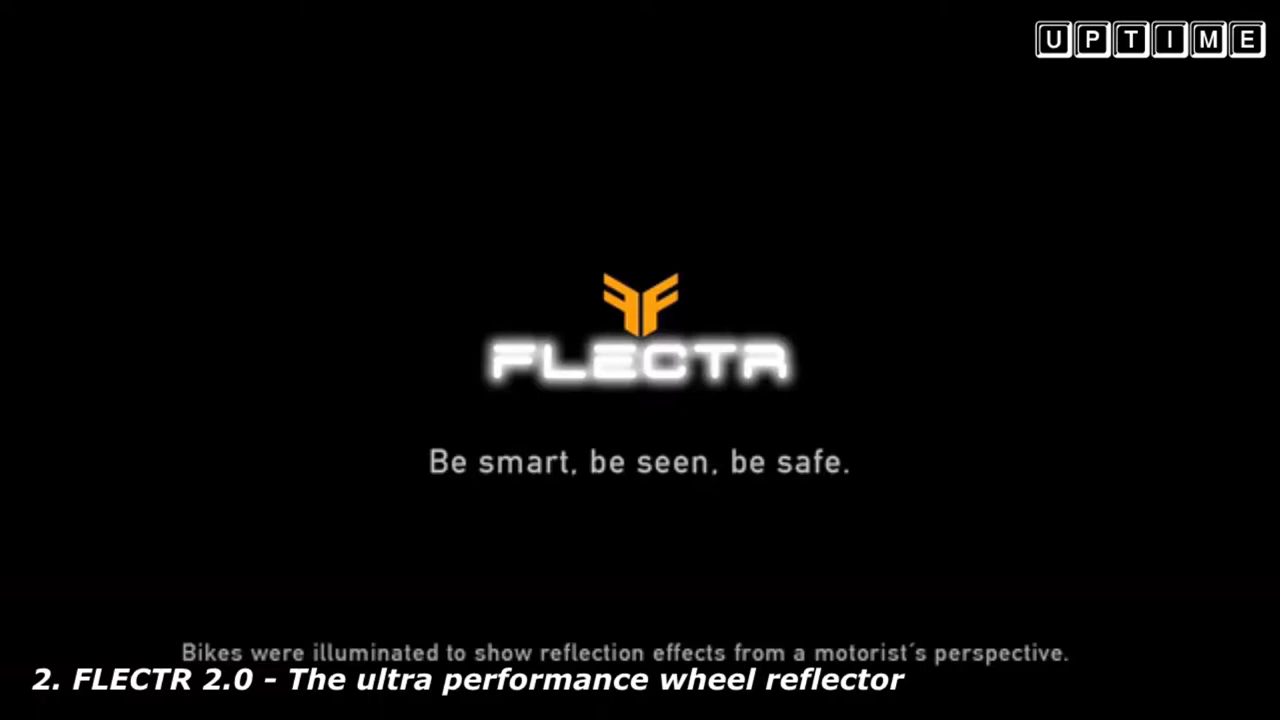 UPTIME
FLECTR
Be smart, be seen, be safe.
Bikes were illuminated to show reflection effects from a motorist´s perspective.
2. FLECTR 2.0 - The ultra performance wheel reflector